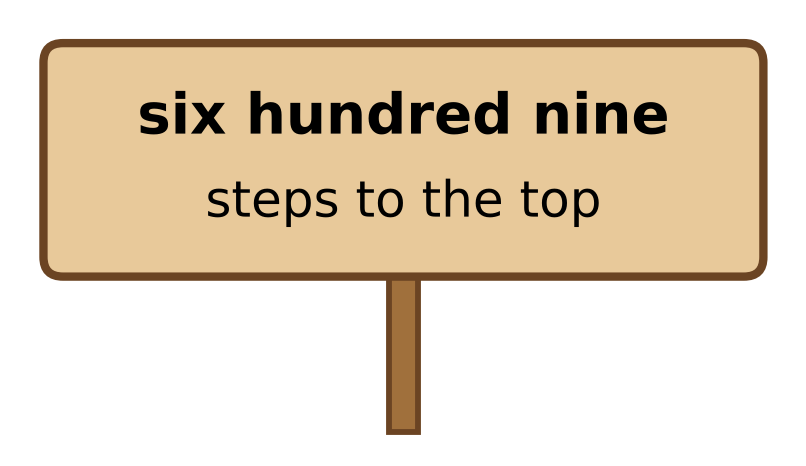 six hundred nine
steps to the top